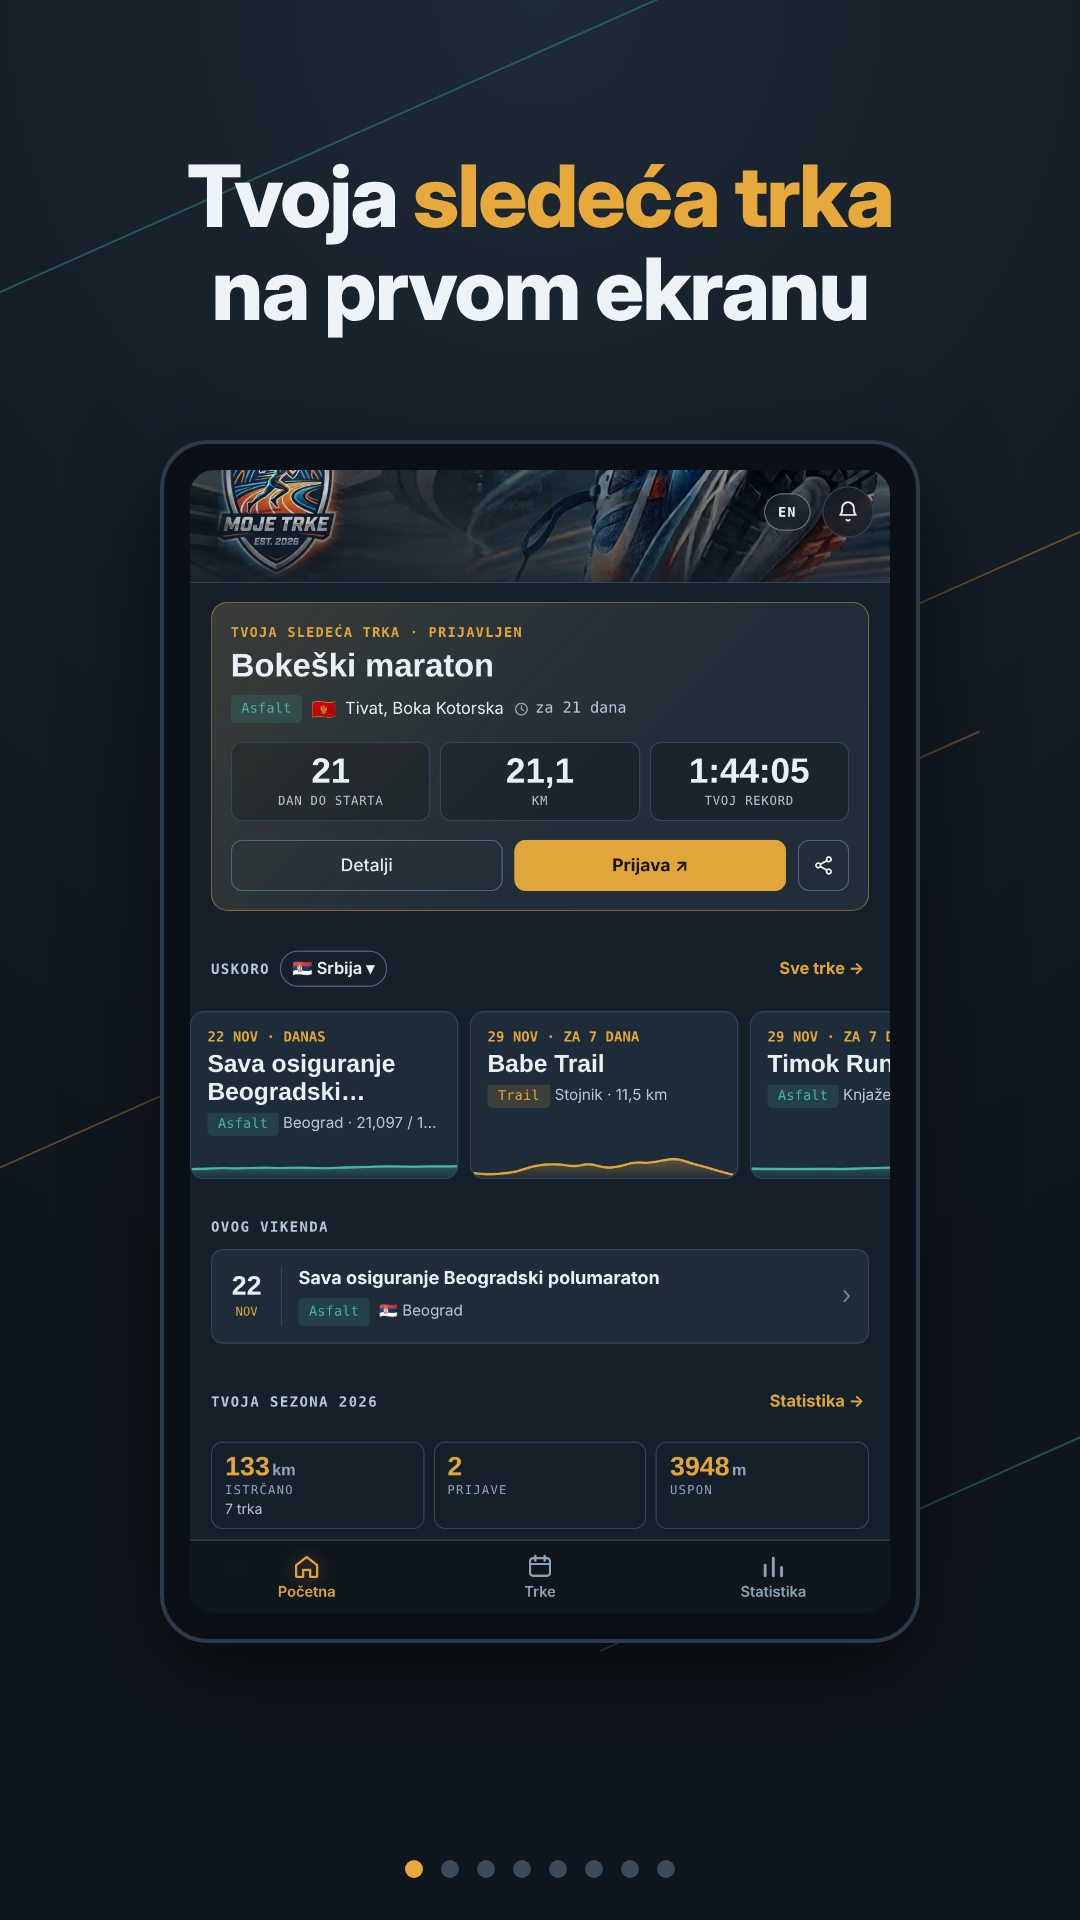 Tvoja sledeća trka
na prvom ekranu
MOJE TRKE
EST. 2026
EN
TVOJA SLEDEĆA TRKA · PRIJAVLJEN
Bokeški maraton
Asfalt 🇲🇪 Tivat, Boka Kotorska za 21 dana
21 21,1 1:44:05
DAN DO STARTA KM TVOJ REKORD
Detalji Prijava ↗
USKORO 🇷🇸 Srbija ▾ Sve trke →
22 NOV · DANAS
Sava osiguranje
Beogradski…
Asfalt Beograd · 21,097 / 1…
29 NOV · ZA 7 DANA
Babe Trail
Trail Stojnik · 11,5 km
29 NOV · ZA 7 D
Timok Run
Asfalt Knjaže
OVOG VIKENDA
22
NOV
Sava osiguranje Beogradski polumaraton
Asfalt 🇷🇸 Beograd
TVOJA SEZONA 2026 Statistika →
133 km
ISTRČANO
7 trka
2
PRIJAVE
3948 m
USPON
Početna Trke Statistika